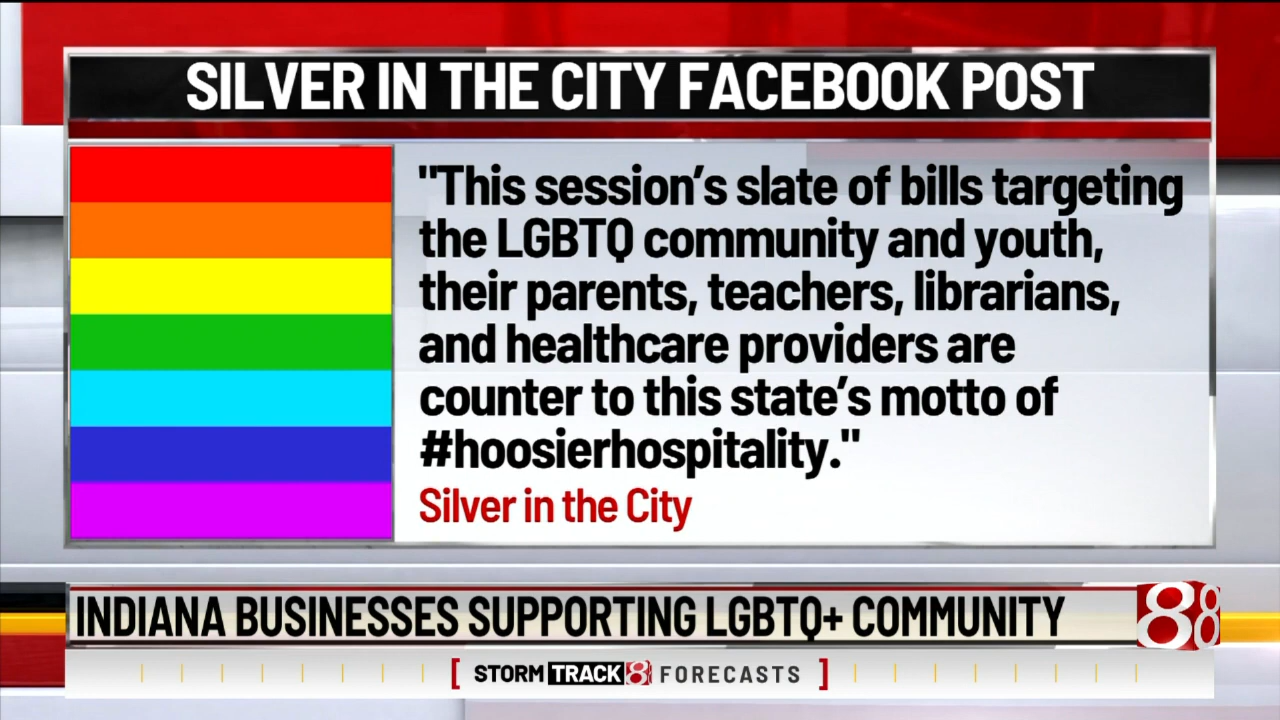 SILVER IN THE CITY FACEBOOK POST
"This session’s slate of bills targeting
the LGBTQ community and youth,
their parents, teachers, librarians,
and healthcare providers are
counter to this state’s motto of
#hoosierhospitality."
Silver in the City
INDIANA BUSINESSES SUPPORTING LGBTQ+ COMMUNITY
8
[ STORM TRACK 8 FORECASTS ]